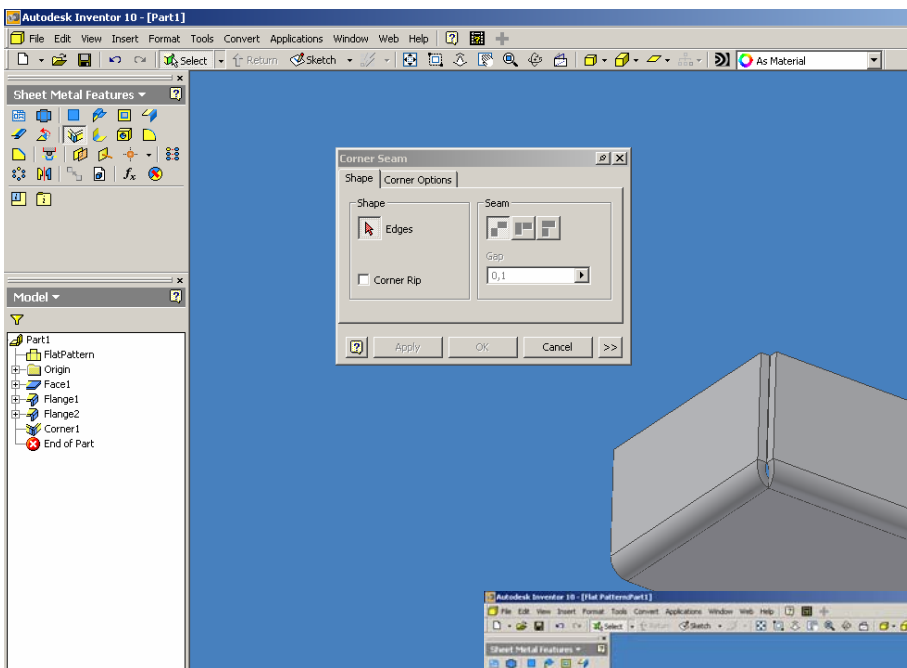 Autodesk Inventor 10 - [Part1]
File Edit View Insert Format Tools Convert Applications Window Web Help
Select Return Sketch As Material
Sheet Metal Features
Corner Seam
Shape Corner Options
Shape Seam
Edges
Gap
Corner Rip 0,1
Apply OK Cancel >>
Model
Part1
FlatPattern
Origin
Face1
Flange1
Flange2
Corner1
End of Part
Autodesk Inventor 10 - [Flat Pattern:Part1]
File Edit View Insert Format Tools Convert Applications Window Web Help
Select Return Sketch
Sheet Metal Features